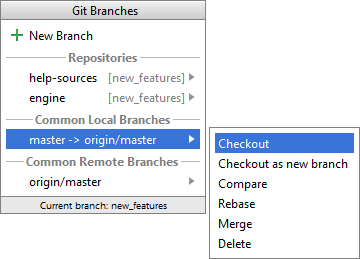 Git Branches
New Branch
Repositories
help-sources [new_features]
engine [new_features]
Common Local Branches
master -> origin/master
Common Remote Branches
origin/master
Current branch: new_features
Checkout
Checkout as new branch
Compare
Rebase
Merge
Delete